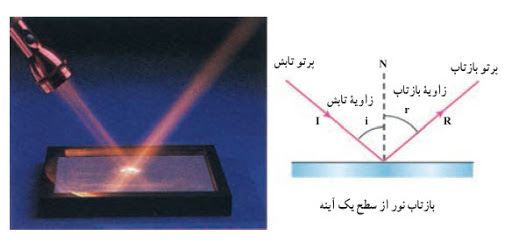 پرتو تابش
N
پرتو بازتاب
زاویهٔ تابش
زاویهٔ بازتاب
I
i
r
R
بازتاب نور از سطح یک آینه